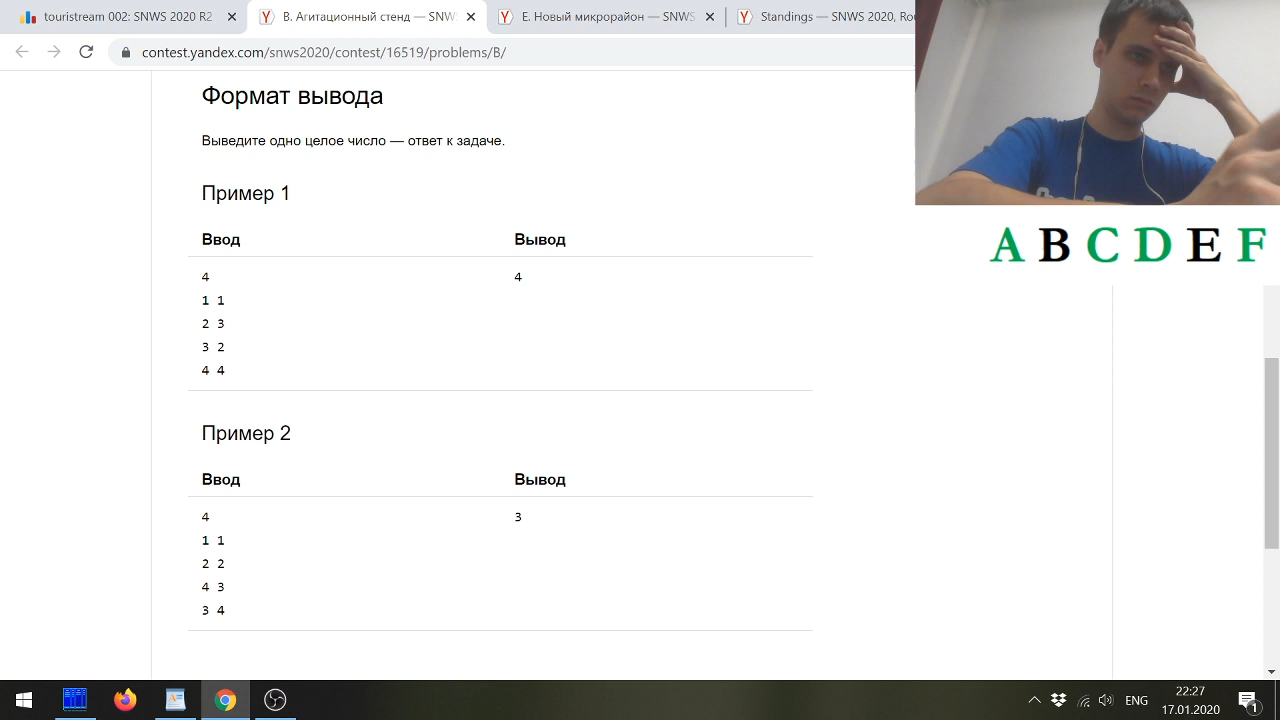 touristream 002: SNWS 2020 R2,
B. Агитационный стенд — SNWS
E. Новый микрорайон — SNWS
Standings — SNWS 2020, Rou
contest.yandex.com/snws2020/contest/16519/problems/B/
Формат вывода
Выведите одно целое число — ответ к задаче.
A B C D E F
Пример 1
Ввод
Вывод
4
4
1 1
2 3
3 2
4 4
Пример 2
Ввод
Вывод
4
3
1 1
2 2
4 3
3 4
ENG
22:27
17.01.2020
1